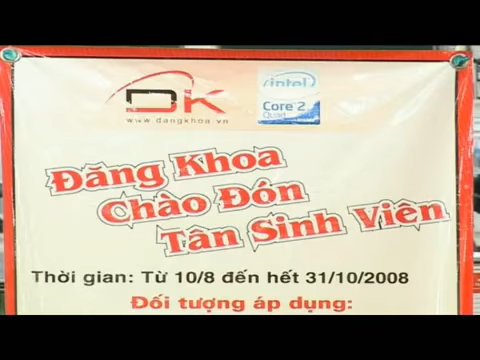 DK
www.dangkhoa.vn
intel
Core 2
Quad
Đăng Khoa
Chào Đón
Tân Sinh Viên
Thời gian: Từ 10/8 đến hết 31/10/2008
Đối tượng áp dụng: